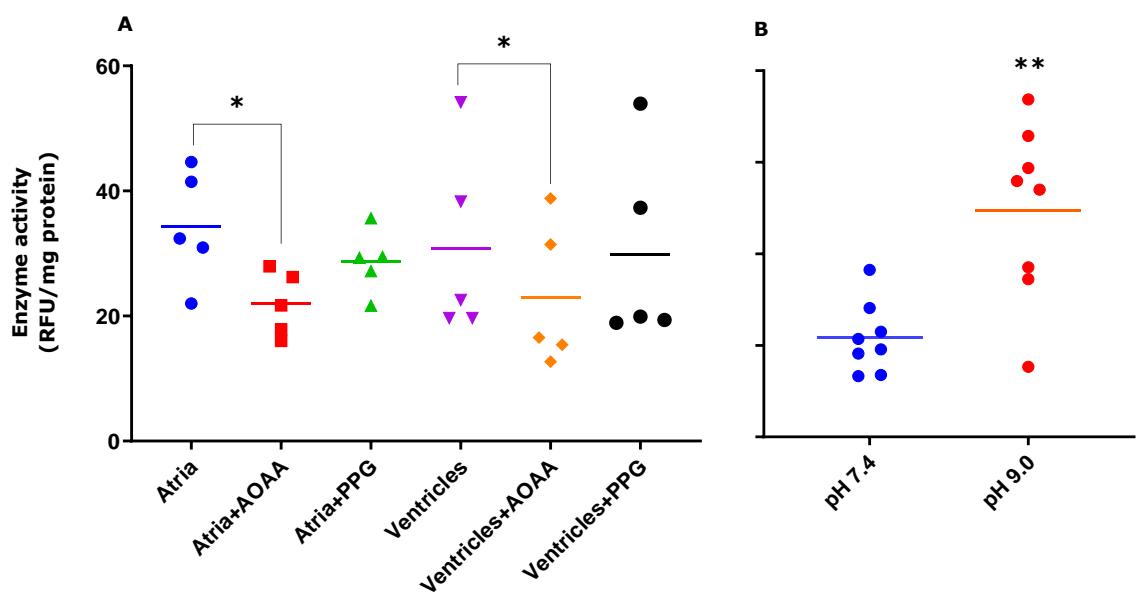 A
B
*
*
**
Enzyme activity
(RFU/mg protein)
60
40
20
0
Atria
Atria+AOAA
Atria+PPG
Ventricles
Ventricles+AOAA
Ventricles+PPG
pH 7.4
pH 9.0